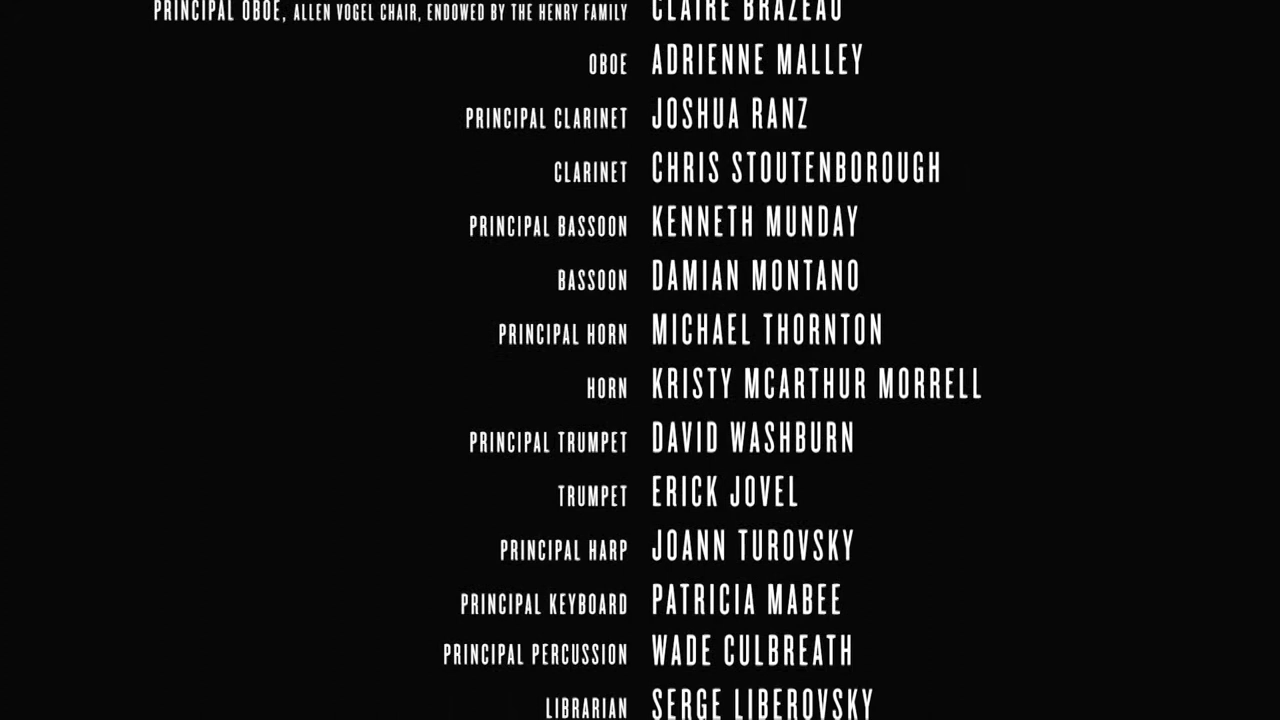 PRINCIPAL OBOE, ALLEN VOGEL CHAIR, ENDOWED BY THE HENRY FAMILY CLAIRE BRAZEAU
OBOE ADRIENNE MALLEY
PRINCIPAL CLARINET JOSHUA RANZ
CLARINET CHRIS STOUTENBOROUGH
PRINCIPAL BASSOON KENNETH MUNDAY
BASSOON DAMIAN MONTANO
PRINCIPAL HORN MICHAEL THORNTON
HORN KRISTY MCARTHUR MORRELL
PRINCIPAL TRUMPET DAVID WASHBURN
TRUMPET ERICK JOVEL
PRINCIPAL HARP JOANN TUROVSKY
PRINCIPAL KEYBOARD PATRICIA MABEE
PRINCIPAL PERCUSSION WADE CULBREATH
LIBRARIAN SERGE LIBEROVSKY